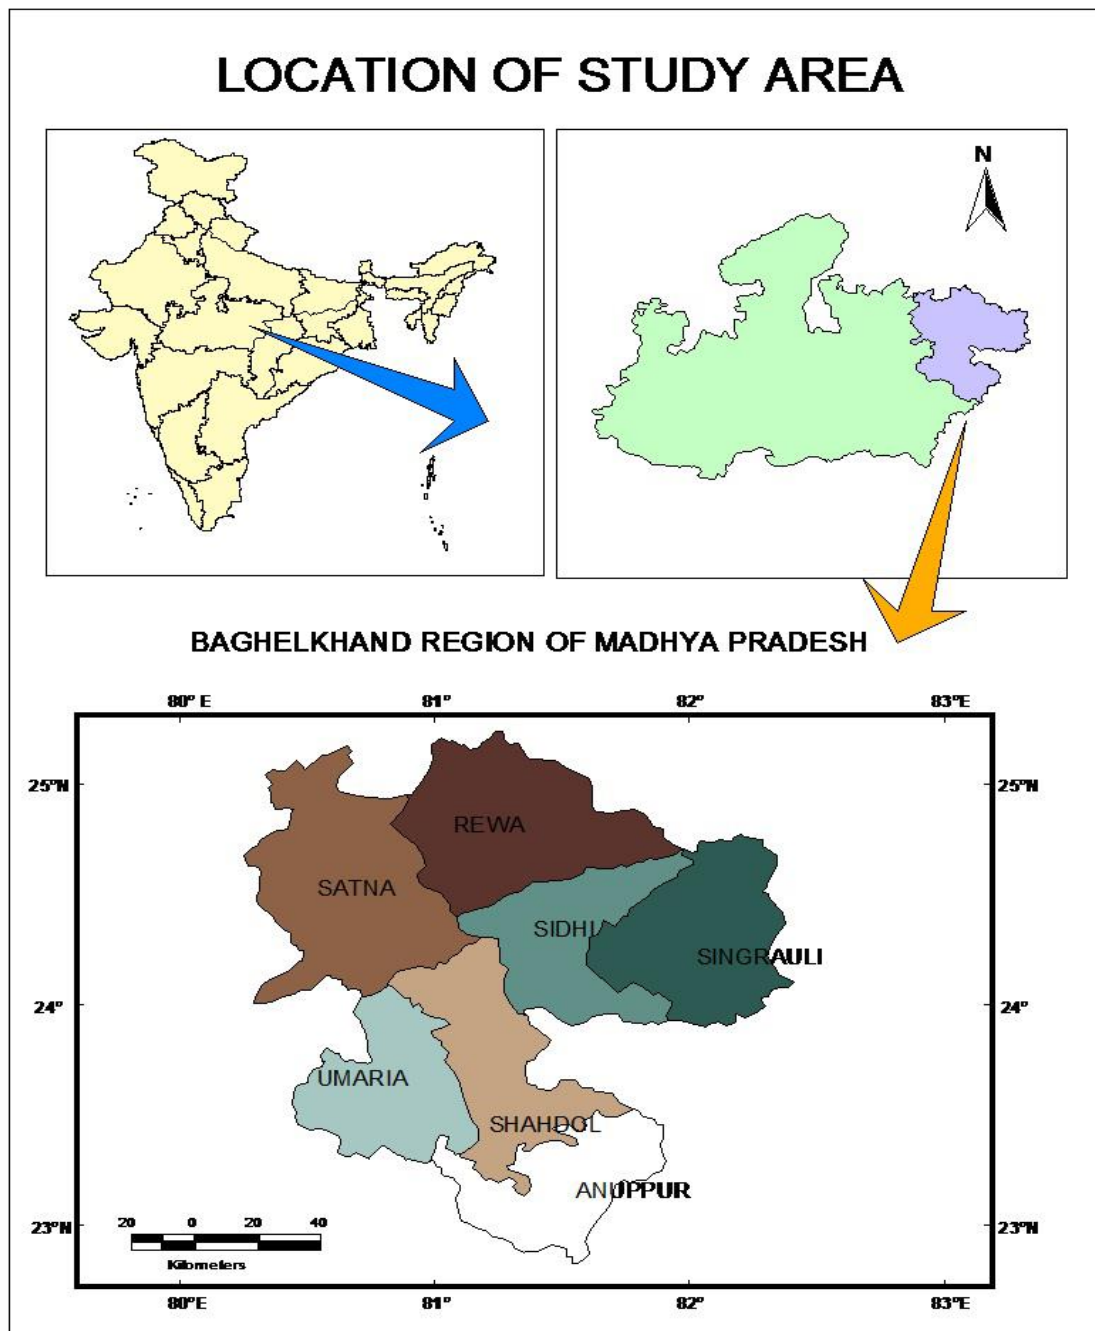 LOCATION OF STUDY AREA
N
BAGHELKHAND REGION OF MADHYA PRADESH
80° E 81° 82° 83°E
25°N 25°N
REWA
SATNA
SIDHI
SINGRAULI
24° 24°N
UMARIA
SHAHDOL
ANUPPUR
20 0 20 40
23°N 23°N
Kilometers
80°E 81° 82° 83°E